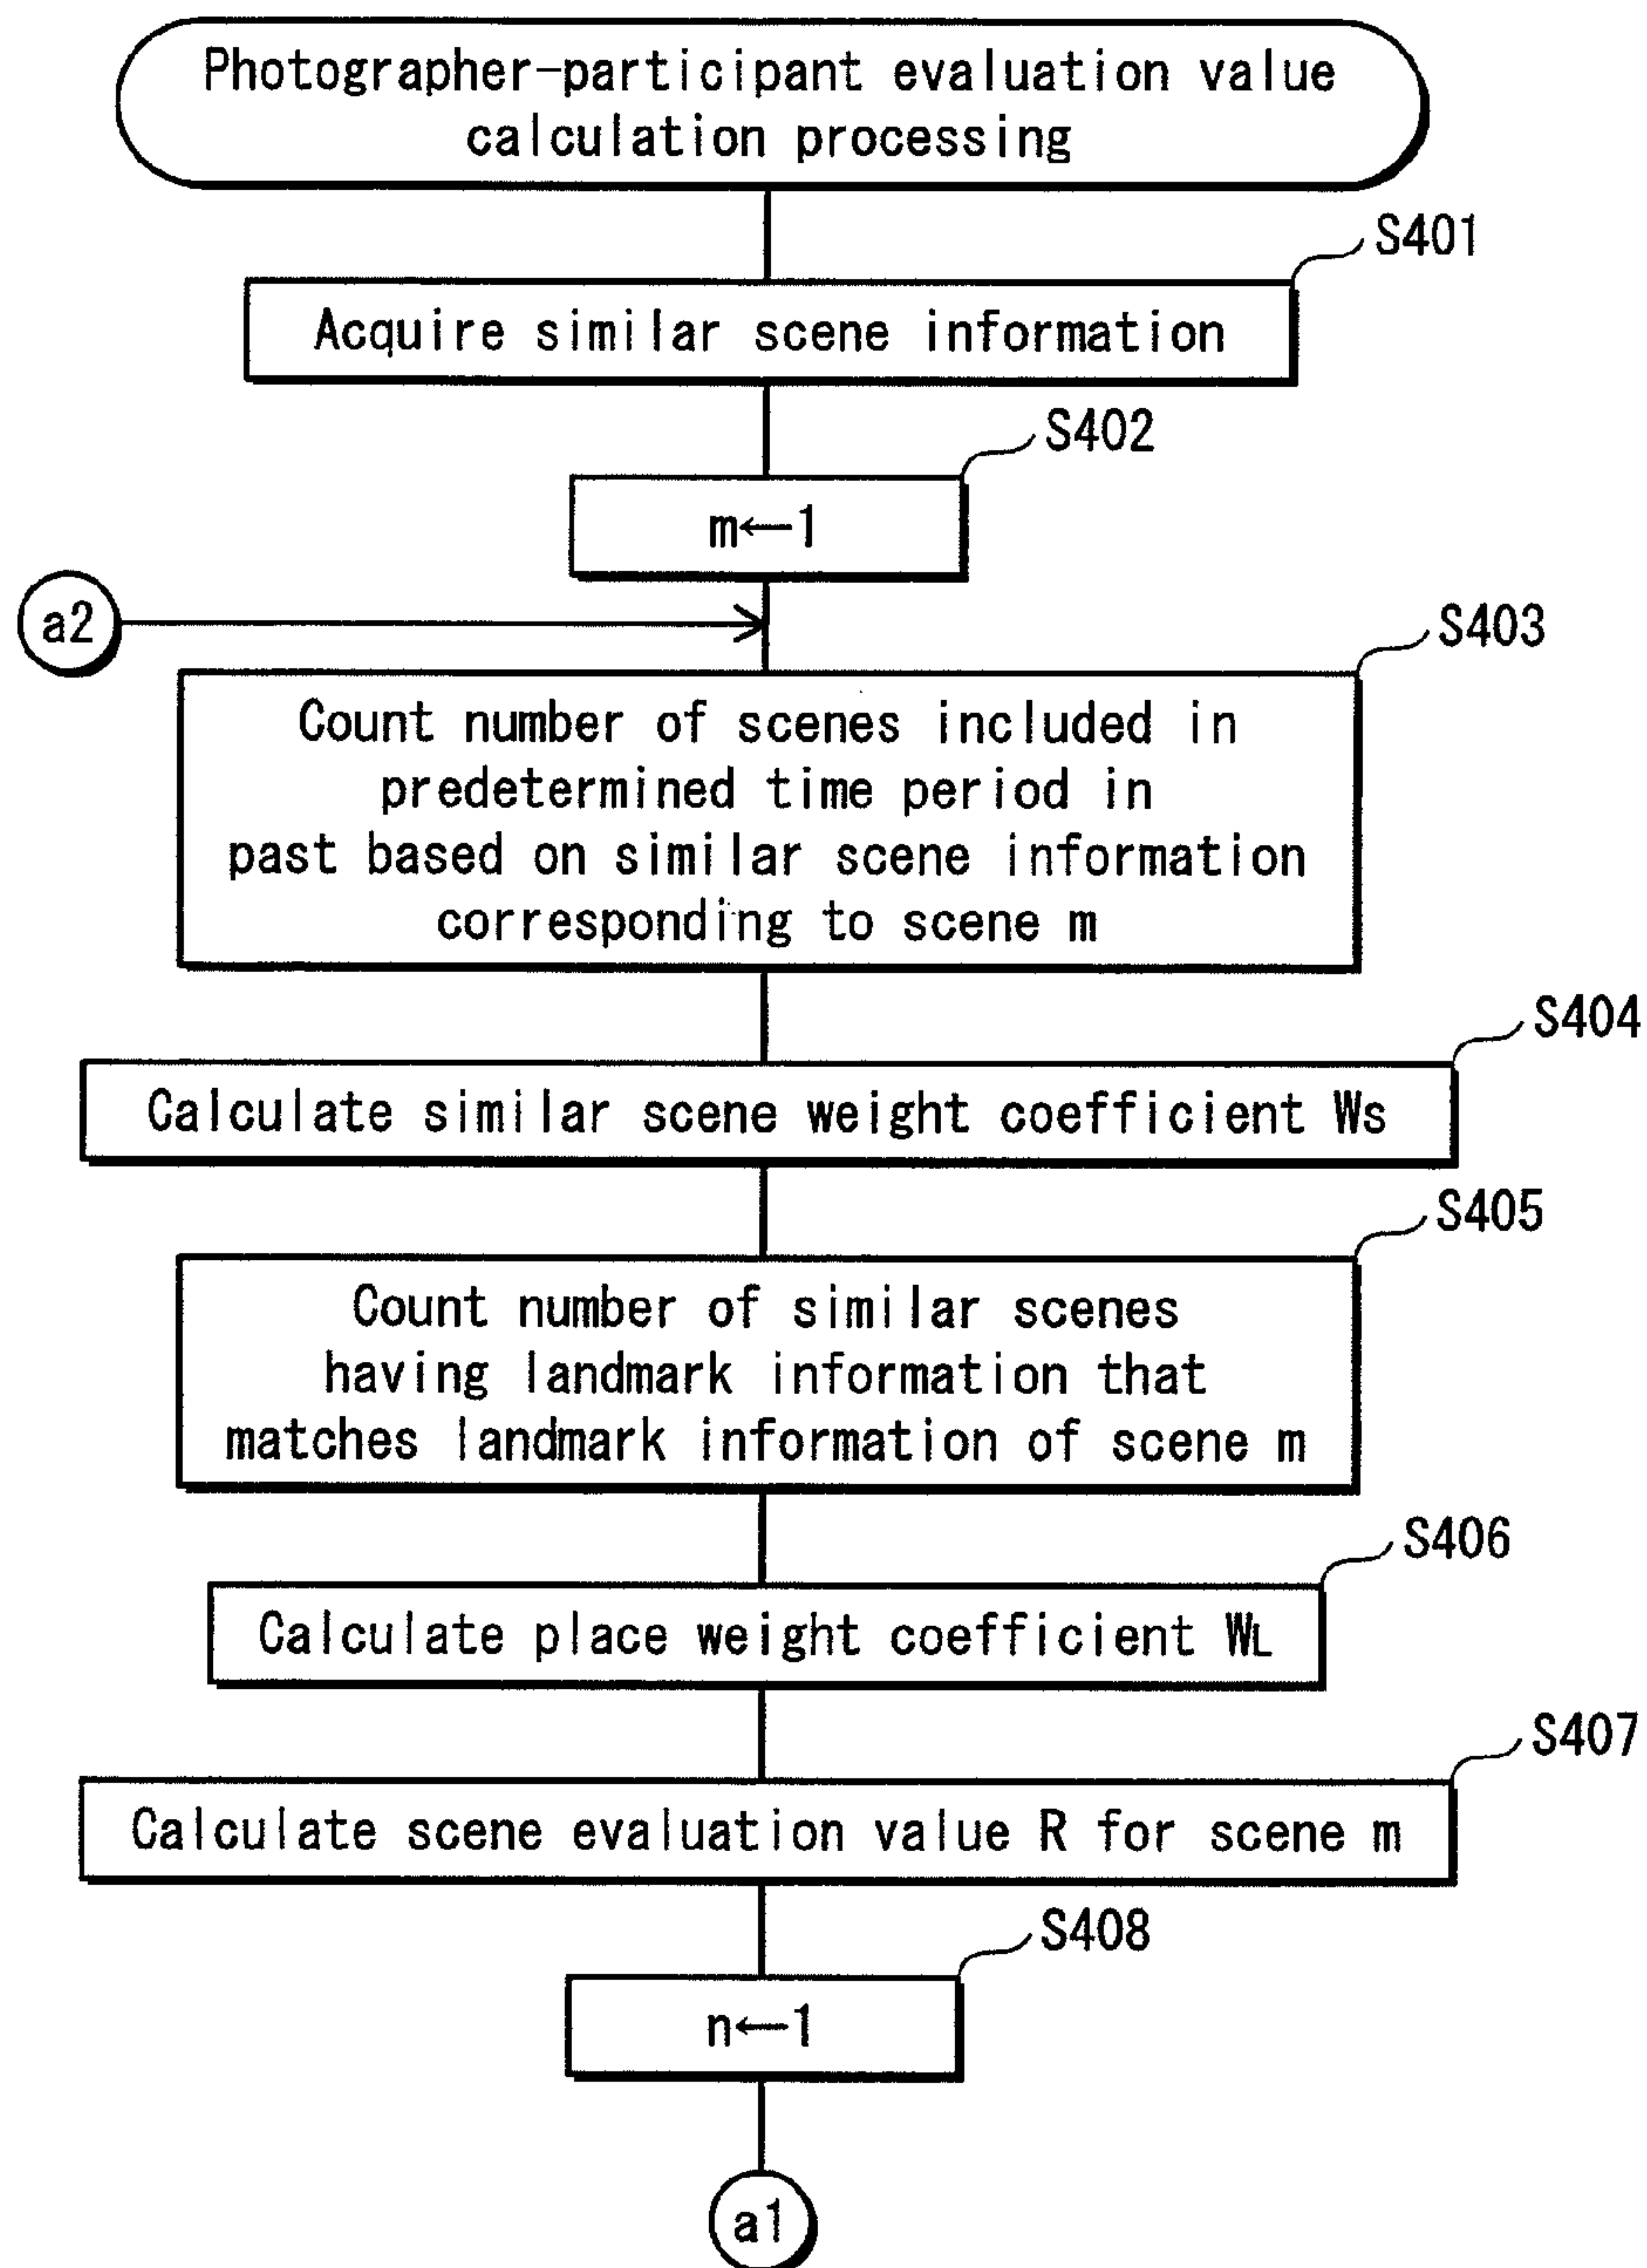 Photographer-participant evaluation value
calculation processing
S401
Acquire similar scene information
S402
m←1
a2
S403
Count number of scenes included in
predetermined time period in
past based on similar scene information
corresponding to scene m
S404
Calculate similar scene weight coefficient Ws
S405
Count number of similar scenes
having landmark information that
matches landmark information of scene m
S406
Calculate place weight coefficient WL
S407
Calculate scene evaluation value R for scene m
S408
n←1
a1